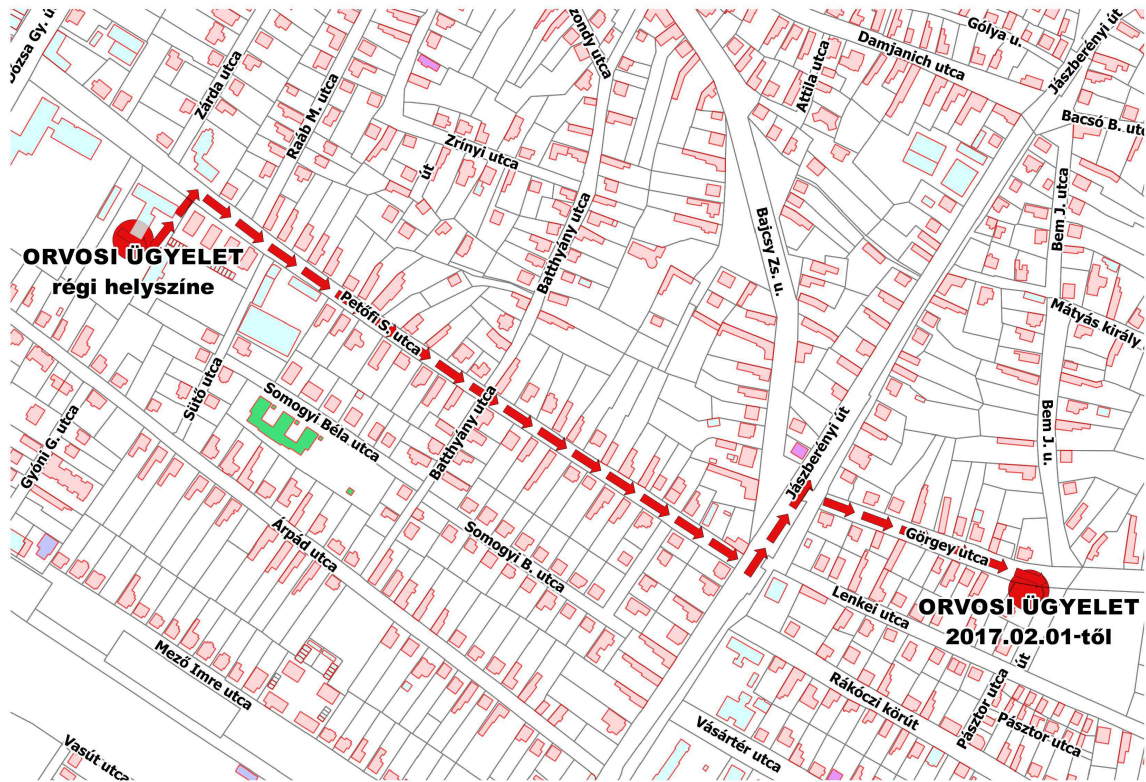 Gólya u.
Damjanich utca
Jászberényi út
Attila utca
Bacsó B. utc
Dózsa Gy. ú.
Zárda utca
Raáb M. utca
zondy utca
Zrínyi utca
út
Batthyány utca
Bajcsy Zs. u.
Bem J. utca
Mátyás király
ORVOSI ÜGYELET
régi helyszíne
Petőfi S. utca
Sütő utca
Somogyi Béla utca
Batthyány utca
Gyóni G. utca
Jászberényi út
Bem J. u.
Árpád utca
Somogyi B. utca
Görgey utca
Lenkei utca
ORVOSI ÜGYELET
2017.02.01-től
Mező Imre utca
Rákóczi körút
Pásztor utca
út
Pásztor utca
Vásártér utca
Vasút utca